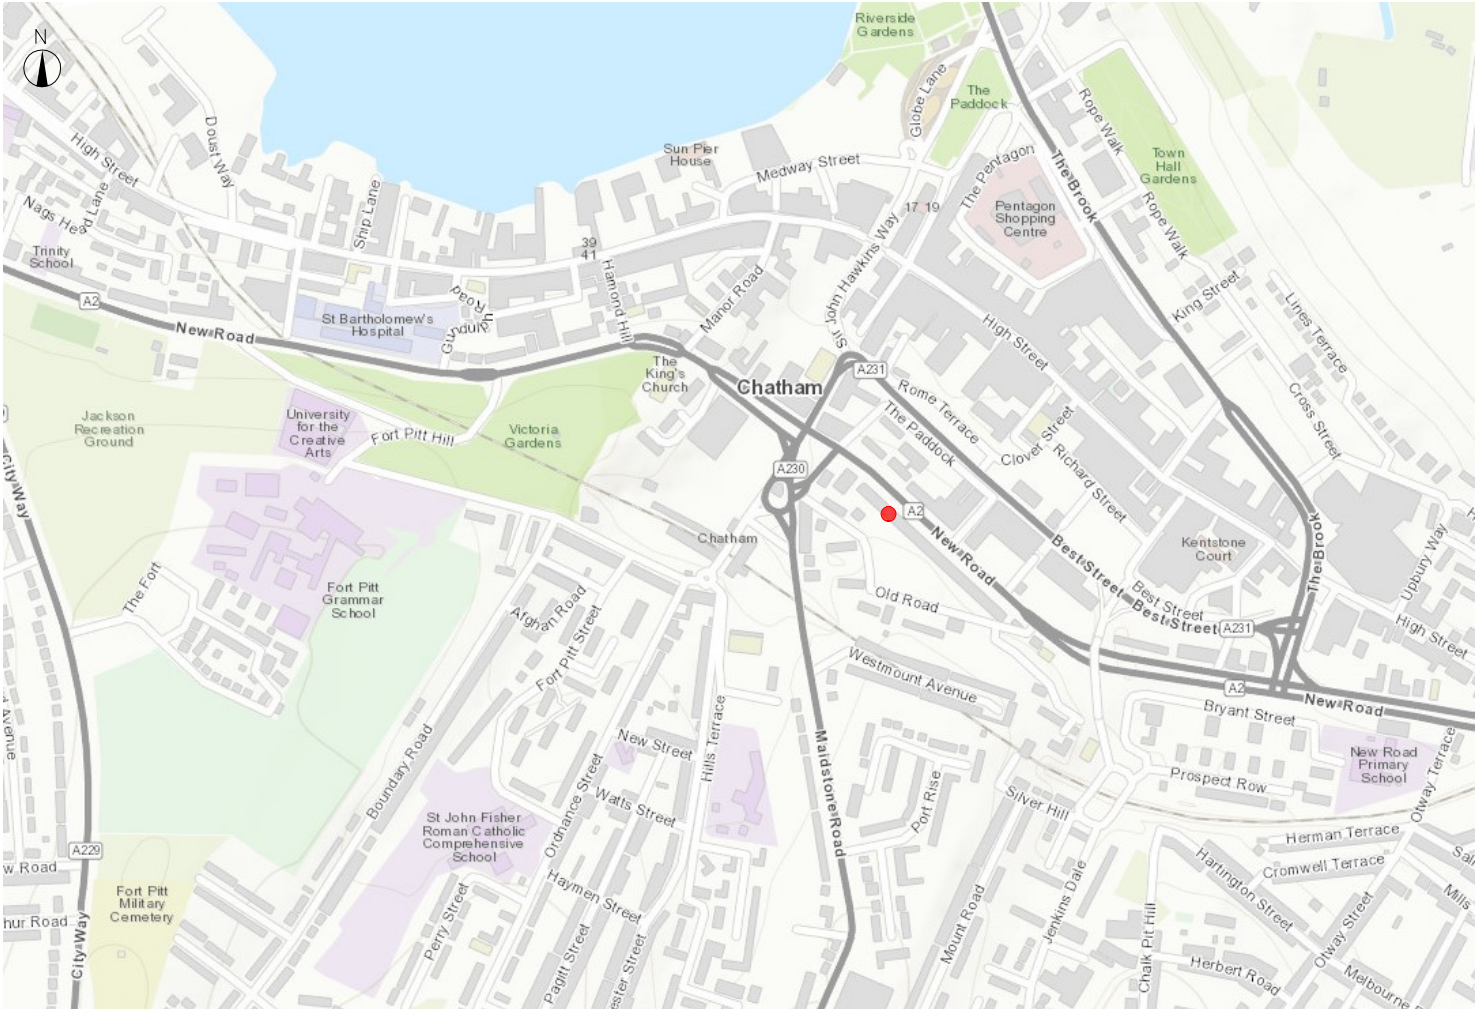 N
Riverside
Gardens
The
Paddock
Globe Lane
Rope Walk
Town
Hall
Gardens
Doust Way
High Street
Sun Pier
House
Medway Street
The Pentagon
The Brook
Nags Head Lane
Ship Lane
17 19
Pentagon
Shopping
Centre
Rope Walk
Trinity
School
39
41
Hamond Hill
Manor Road
Sir John Hawkins Way
King Street
Lines Terrace
A2
New Road
St Bartholomew's
Hospital
Gundulph Road
High Street
The
King's
Church
Chatham
A231
Rome Terrace
Cross Street
Jackson
Recreation
Ground
University
for the
Creative
Arts
Fort Pitt Hill
Victoria
Gardens
The Paddock
Clover Street
Richard Street
City Way
A230
A2
Chatham
New Road
Best Street
Kentstone
Court
The Brook
Upbury Way
The Fort
Fort Pitt
Grammar
School
Afghan Road
Fort Pitt Street
Old Road
Best Street
Best Street
A231
High Street
Westmount Avenue
A2
New Road
Bryant Street
Avenue
Boundary Road
New Street
Hills Terrace
Maidstone Road
New Road
Primary
School
Otway Terrace
Prospect Row
Port Rise
Silver Hill
Ordnance Street
Watts Street
St John Fisher
Roman Catholic
Comprehensive
School
Herman Terrace
Cromwell Terrace
A229
w Road
Hartington Street
Haymen Street
Fort Pitt
Military
Cemetery
Perry Street
Jenkins Dale
Mount Road
Mills
hur Road
City Way
Pagitt Street
ester Street
Chalk Pit Hill
Herbert Road
Otway Street
Melbourne